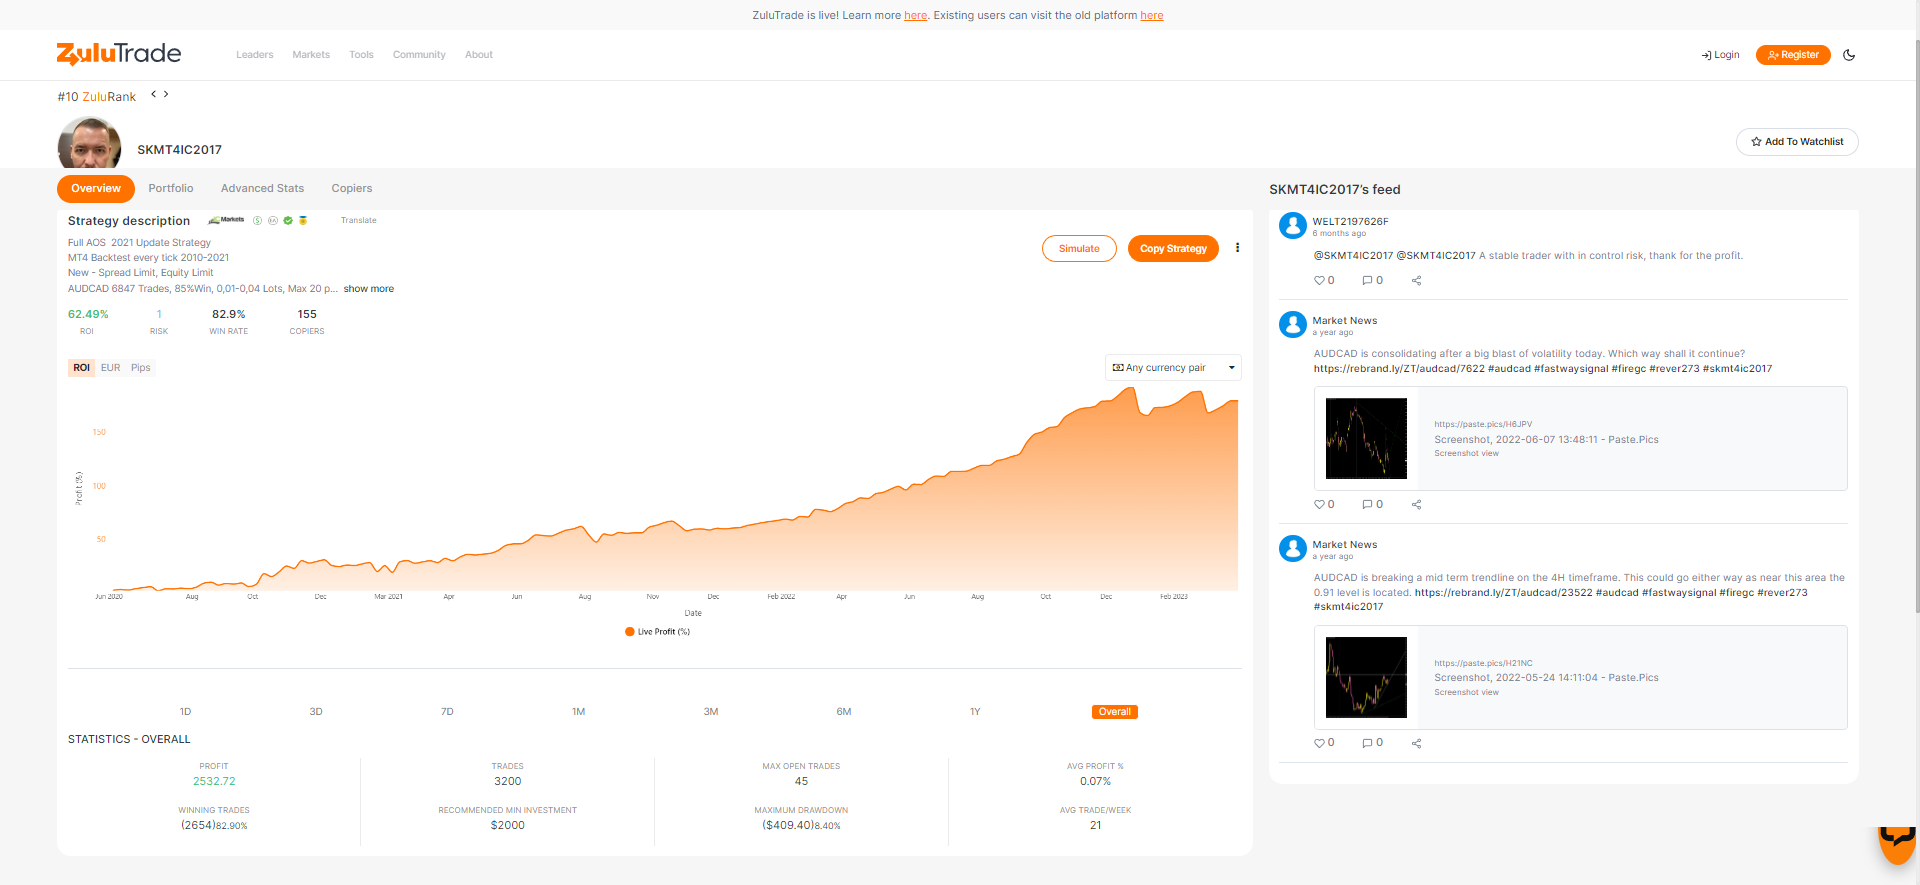 ZuluTrade is live! Learn more here. Existing users can visit the old platform here
ZuluTrade
Leaders Markets Tools Community About
Login Register
#10 ZuluRank < >
SKMT4IC2017
Add To Watchlist
Overview Portfolio Advanced Stats Copiers
Strategy description Markets Translate
Full AOS 2021 Update Strategy
MT4 Backtest every tick 2010-2021
New - Spread Limit, Equity Limit
AUDCAD 6847 Trades, 85%Win, 0,01-0,04 Lots, Max 20 p... show more
Simulate Copy Strategy
62.49% 1 82.9% 155
ROI RISK WIN RATE COPIERS
ROI EUR Pips
Any currency pair
150
100
50
Profit (%)
Jun 2020 Aug Oct Dec Mar 2021 Apr Jun Aug Nov Dec Feb 2022 Apr Jun Aug Oct Dec Feb 2023
Date
Live Profit (%)
1D 3D 7D 1M 3M 6M 1Y Overall
STATISTICS - OVERALL
PROFIT TRADES MAX OPEN TRADES AVG PROFIT %
2532.72 3200 45 0.07%
WINNING TRADES RECOMMENDED MIN INVESTMENT MAXIMUM DRAWDOWN AVG TRADE/WEEK
(2654)82.90% $2000 ($409.40)8.40% 21
SKMT4IC2017's feed
WELT2197626F
6 months ago
@SKMT4IC2017 @SKMT4IC2017 A stable trader with in control risk, thank for the profit.
0 0
Market News
a year ago
AUDCAD is consolidating after a big blast of volatility today. Which way shall it continue?
https://rebrand.ly/ZT/audcad/7622 #audcad #fastwaysignal #firegc #rever273 #skmt4ic2017
https://paste.pics/H6JPV
Screenshot, 2022-06-07 13:48:11 - Paste.Pics
Screenshot view
0 0
Market News
a year ago
AUDCAD is breaking a mid term trendline on the 4H timeframe. This could go either way as near this area the
0.91 level is located. https://rebrand.ly/ZT/audcad/23522 #audcad #fastwaysignal #firegc #rever273
#skmt4ic2017
https://paste.pics/H21NC
Screenshot, 2022-05-24 14:11:04 - Paste.Pics
Screenshot view
0 0